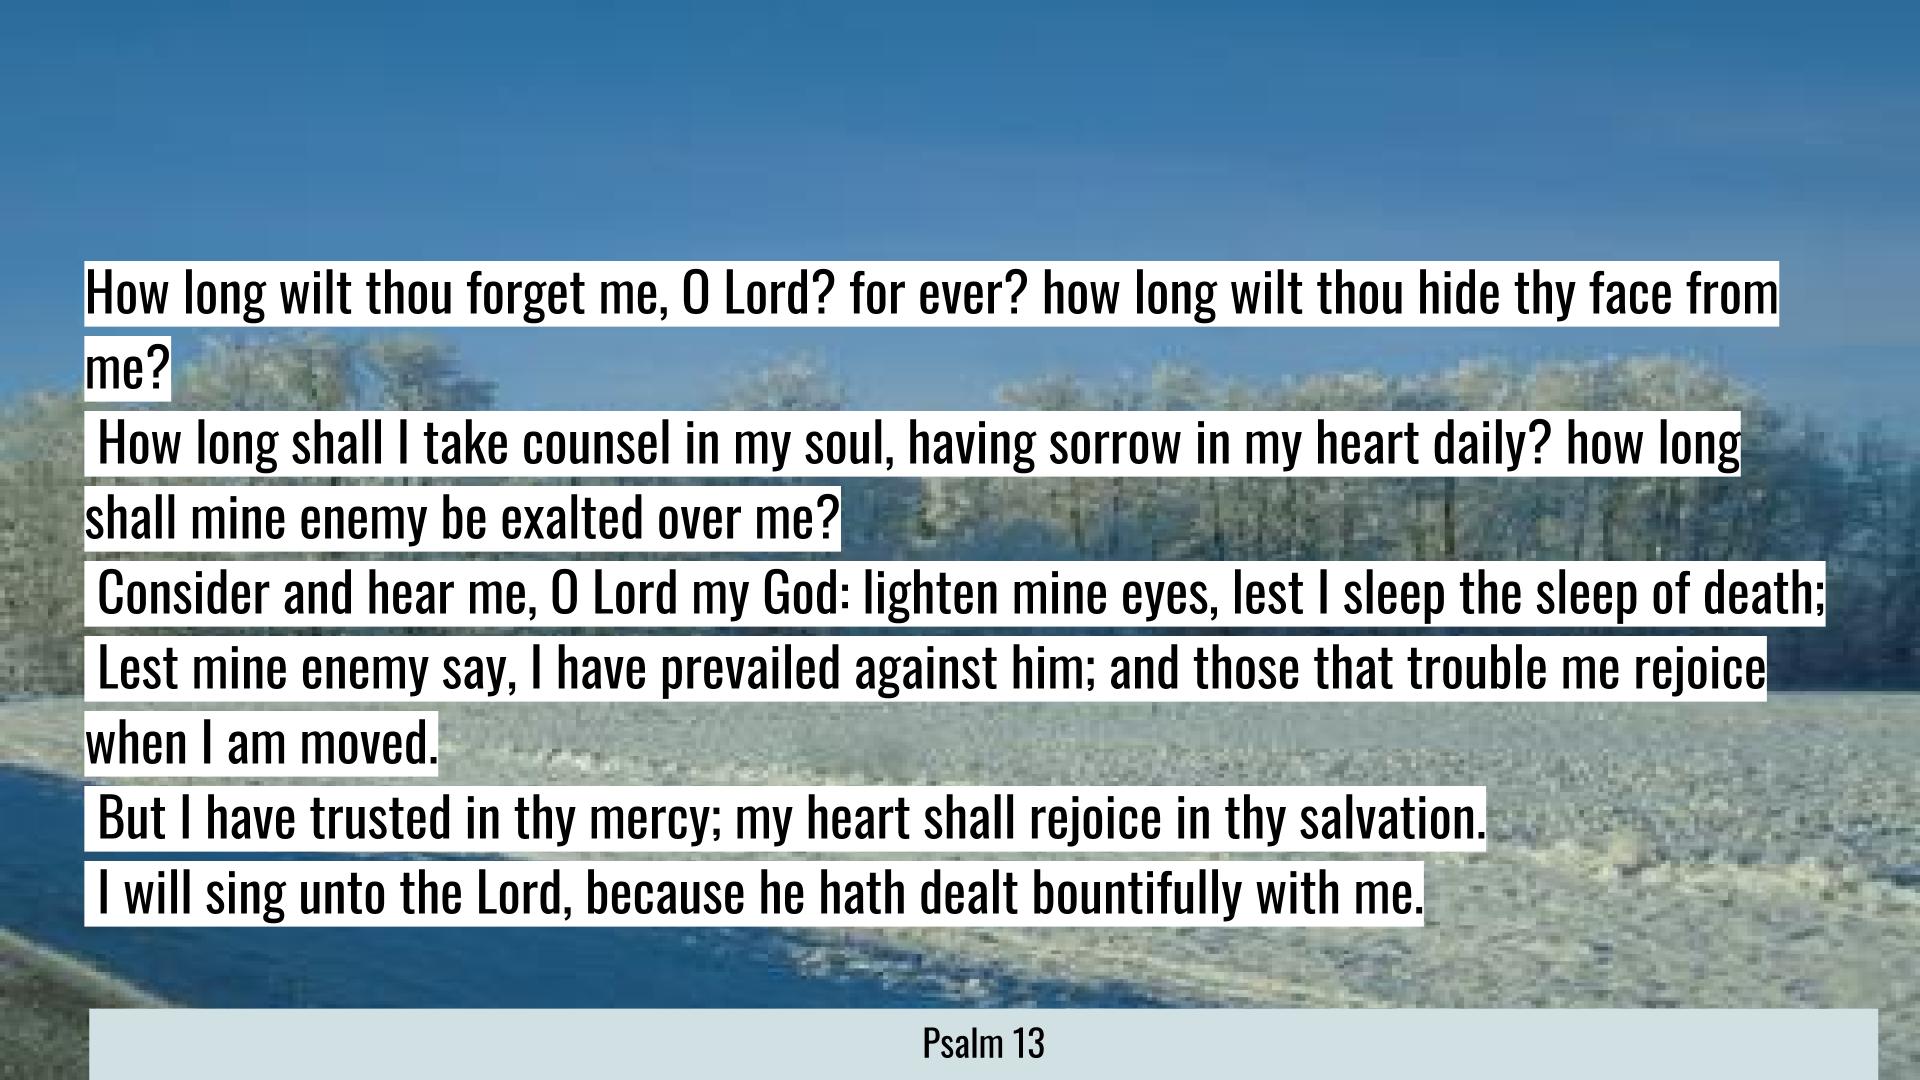 How long wilt thou forget me, O Lord? for ever? how long wilt thou hide thy face from
me?
How long shall I take counsel in my soul, having sorrow in my heart daily? how long
shall mine enemy be exalted over me?
Consider and hear me, O Lord my God: lighten mine eyes, lest I sleep the sleep of death;
Lest mine enemy say, I have prevailed against him; and those that trouble me rejoice
when I am moved.
But I have trusted in thy mercy; my heart shall rejoice in thy salvation.
I will sing unto the Lord, because he hath dealt bountifully with me.
Psalm 13